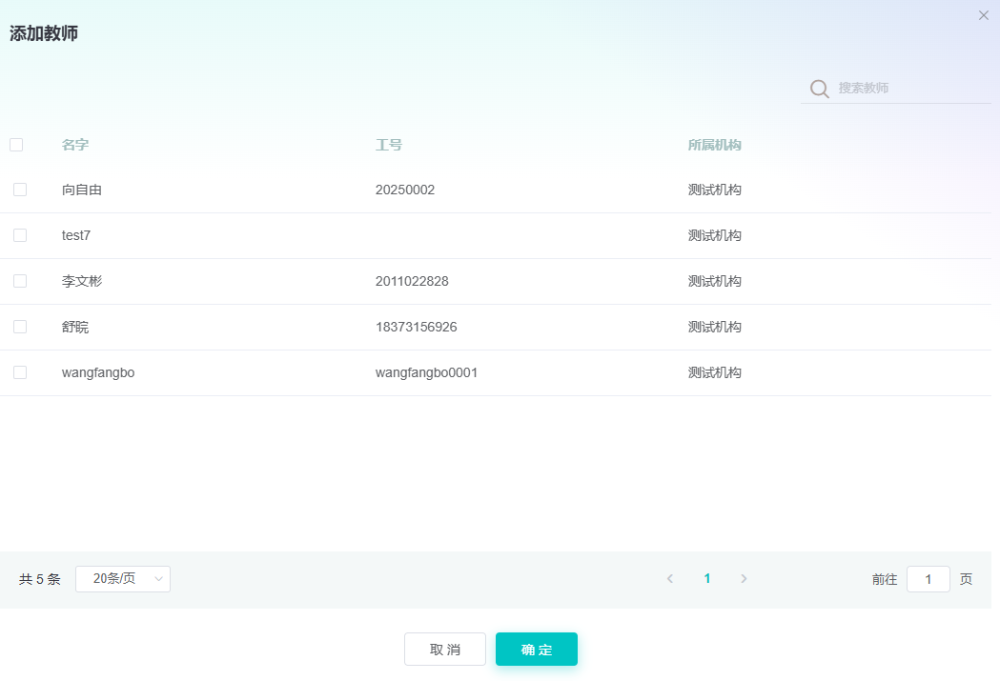 添加教师
搜索教师
名字 工号 所属机构
向自由 20250002 测试机构
test7 测试机构
李文彬 2011022828 测试机构
舒晥 18373156926 测试机构
wangfangbo wangfangbo0001 测试机构
共 5 条 20条/页 1 前往 1 页
取 消 确 定